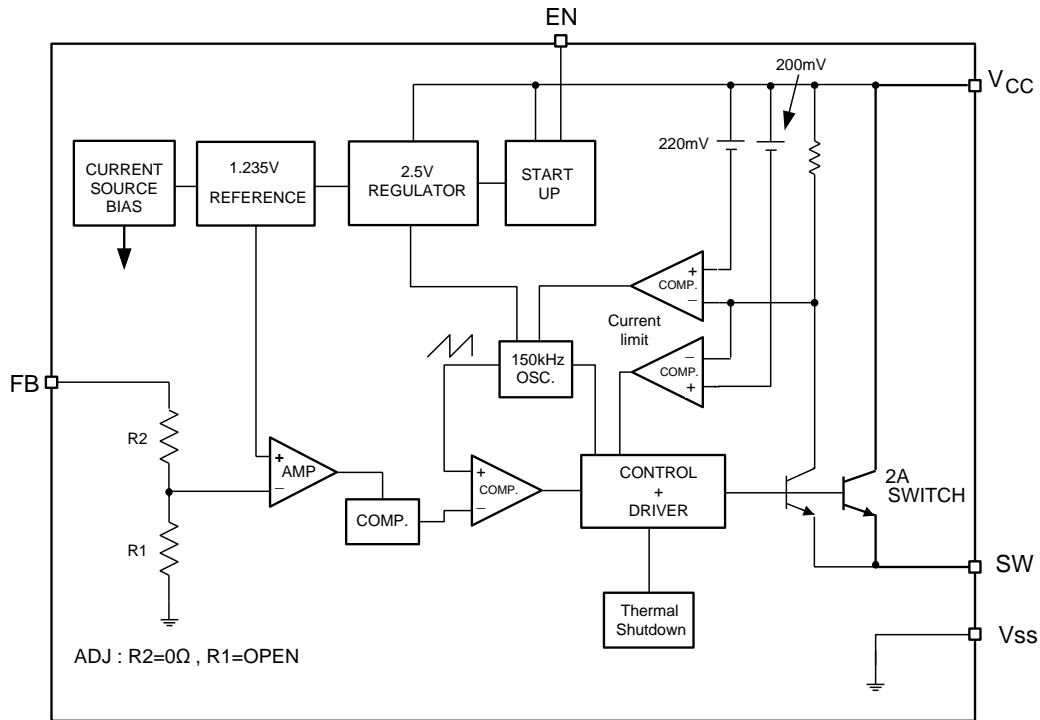 EN
200mV
VCC
220mV
CURRENT
SOURCE
BIAS
1.235V
REFERENCE
2.5V
REGULATOR
START
UP
+
COMP.
−
Current
limit
−
COMP.
+
150kHz
OSC.
FB
R2
+
AMP
−
COMP.
+
COMP.
−
CONTROL
+
DRIVER
2A
SWITCH
R1
SW
Thermal
Shutdown
Vss
ADJ : R2=0Ω , R1=OPEN